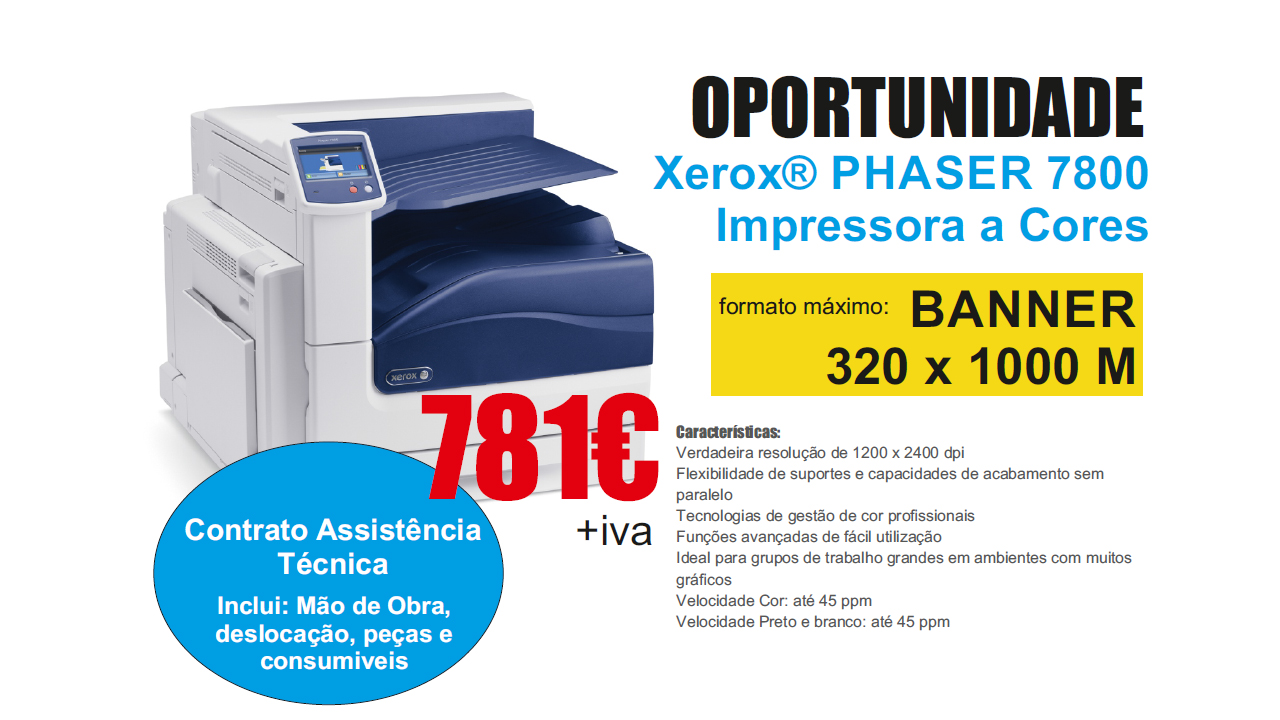 OPORTUNIDADE
Xerox® PHASER 7800
Impressora a Cores
formato máximo: BANNER
320 x 1000 M
xerox
781€
+iva
Características:
Verdadeira resolução de 1200 x 2400 dpi
Flexibilidade de suportes e capacidades de acabamento sem
paralelo
Tecnologias de gestão de cor profissionais
Funções avançadas de fácil utilização
Ideal para grupos de trabalho grandes em ambientes com muitos
gráficos
Velocidade Cor: até 45 ppm
Velocidade Preto e branco: até 45 ppm
Contrato Assistência
Técnica
Inclui: Mão de Obra,
deslocação, peças e
consumiveis